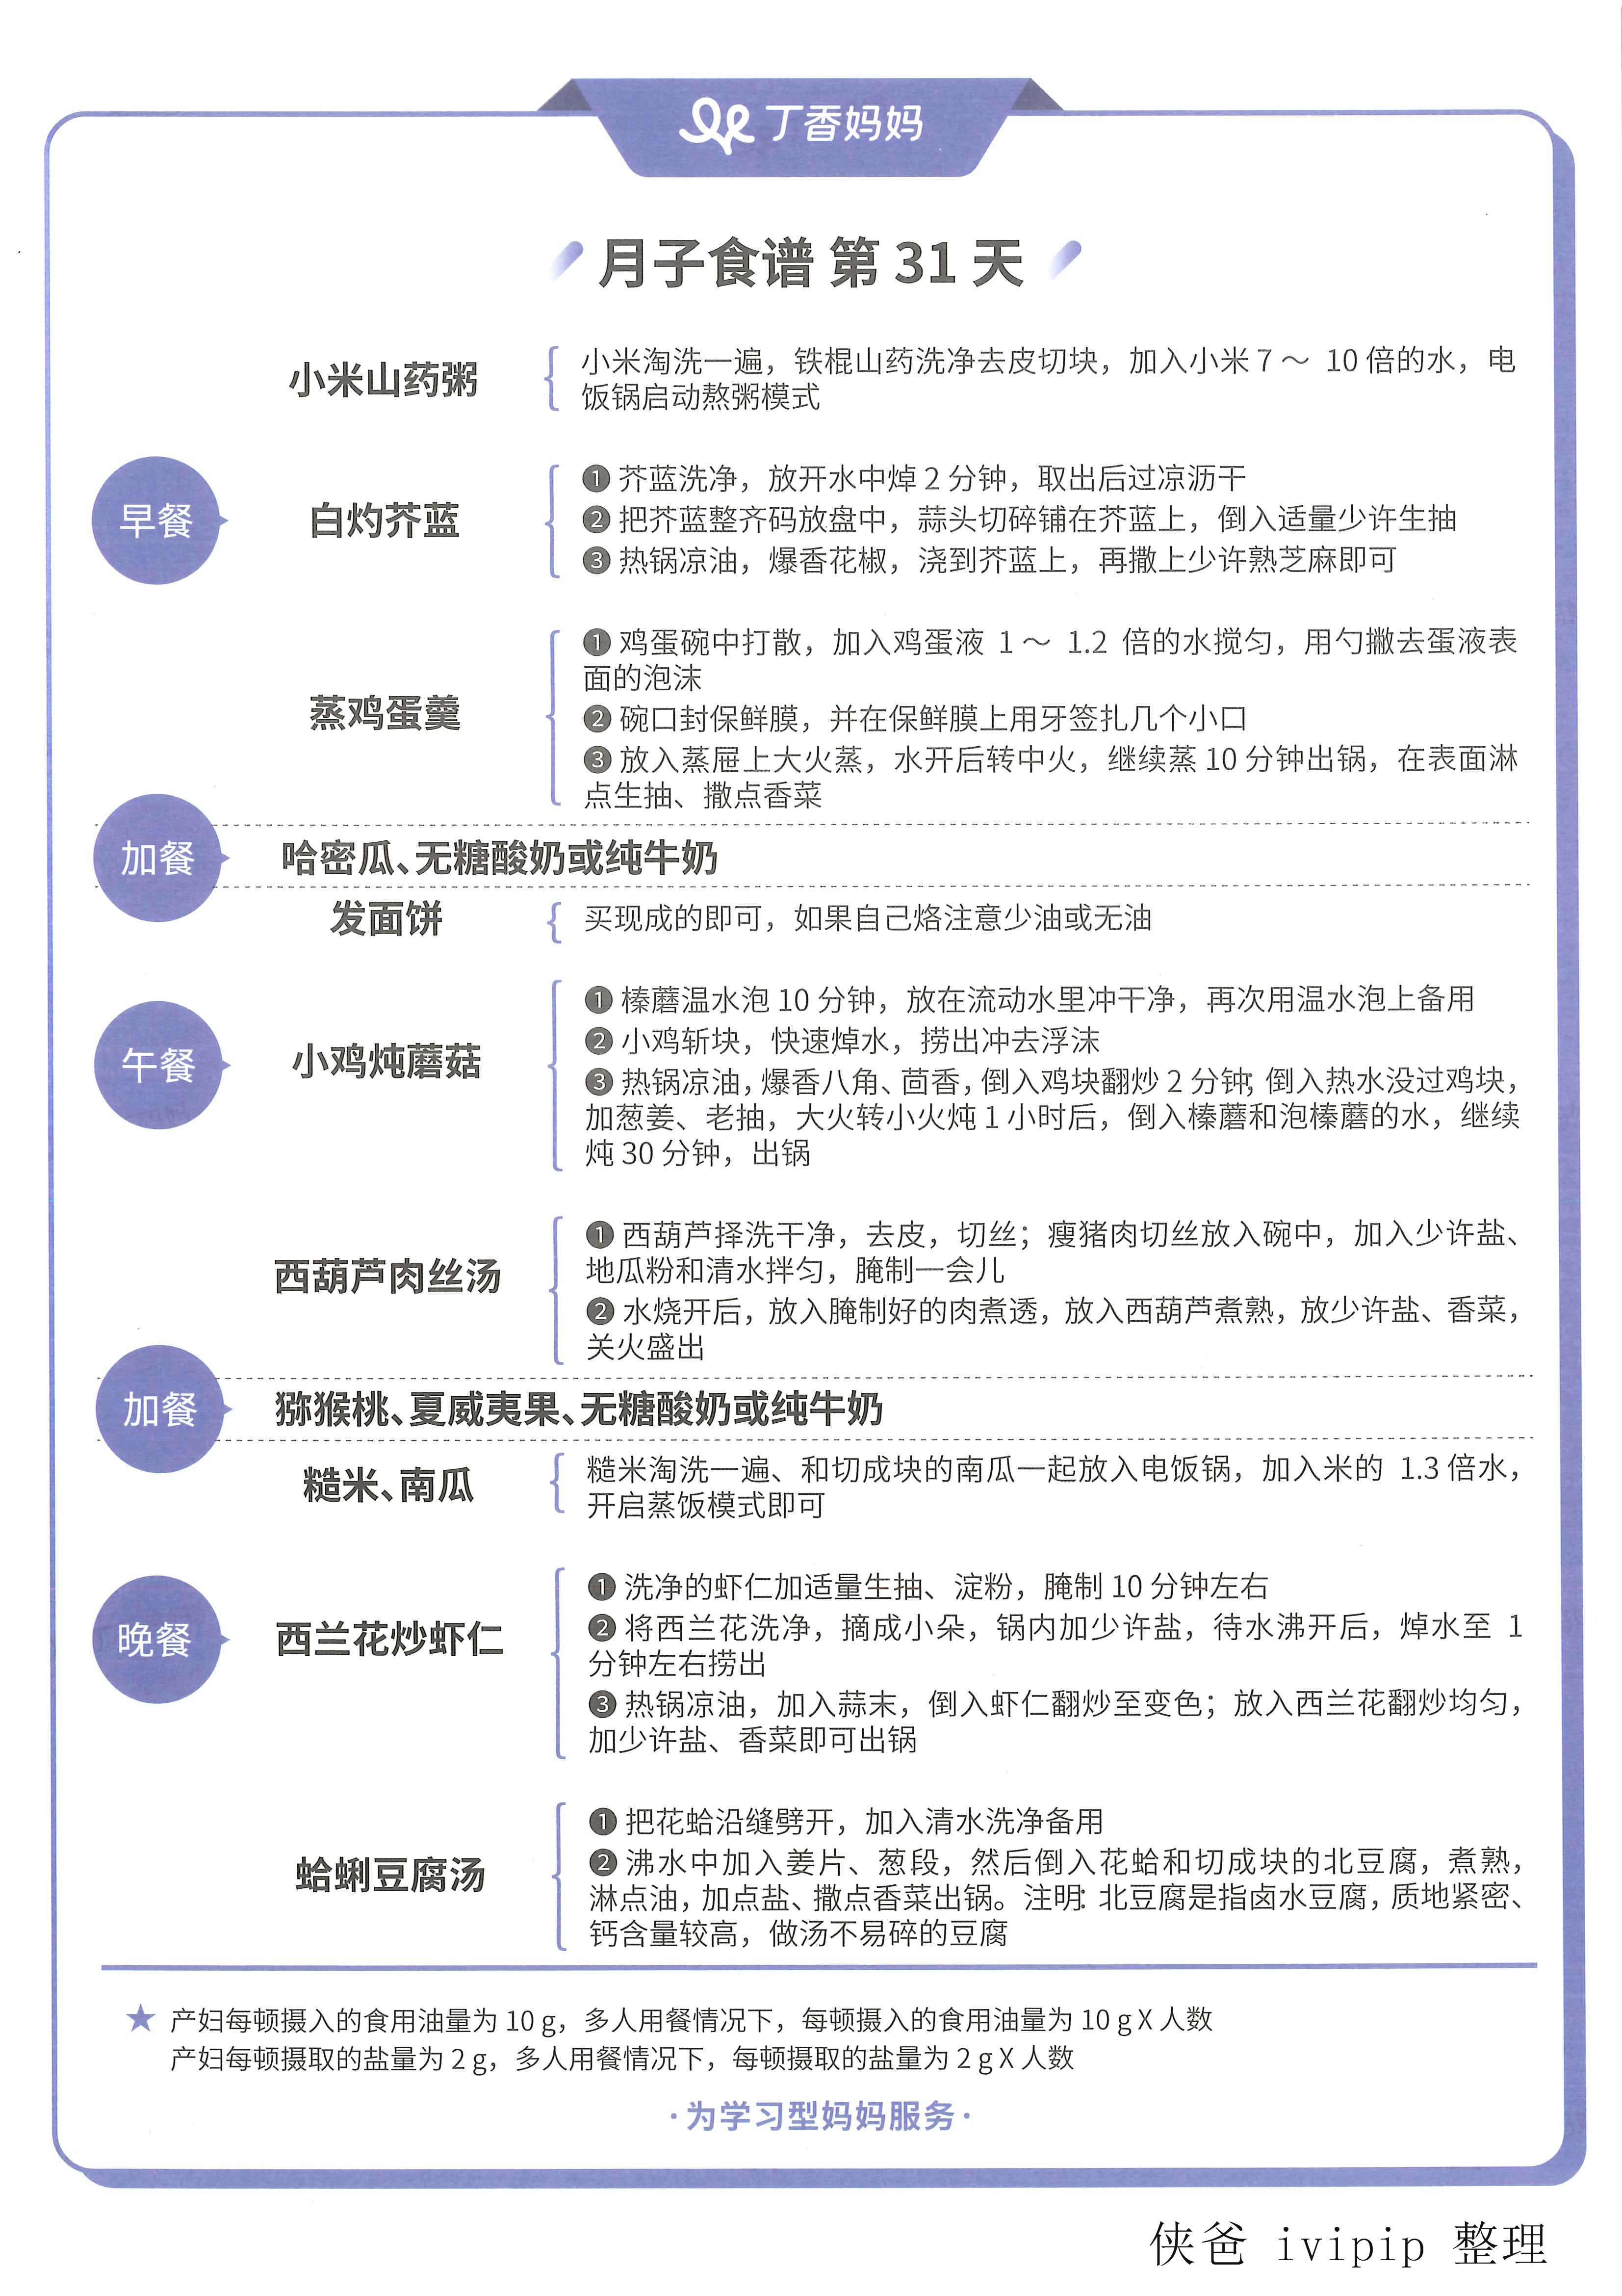 丁香妈妈
月子食谱 第 31 天
小米山药粥
小米淘洗一遍，铁棍山药洗净去皮切块，加入小米 7 ～ 10 倍的水，电
饭锅启动熬粥模式
早餐
白灼芥蓝
❶ 芥蓝洗净，放开水中焯 2 分钟，取出后过凉沥干
❷ 把芥蓝整齐码放盘中，蒜头切碎铺在芥蓝上，倒入适量少许生抽
❸ 热锅凉油，爆香花椒，浇到芥蓝上，再撒上少许熟芝麻即可
蒸鸡蛋羹
❶ 鸡蛋碗中打散，加入鸡蛋液 1 ～ 1.2 倍的水搅匀，用勺撇去蛋液表
面的泡沫
❷ 碗口封保鲜膜，并在保鲜膜上用牙签扎几个小口
❸ 放入蒸屉上大火蒸，水开后转中火，继续蒸 10 分钟出锅，在表面淋
点生抽、撒点香菜
加餐
哈密瓜、无糖酸奶或纯牛奶
发面饼
买现成的即可，如果自己烙注意少油或无油
午餐
小鸡炖蘑菇
❶ 榛蘑温水泡 10 分钟，放在流动水里冲干净，再次用温水泡上备用
❷ 小鸡斩块，快速焯水，捞出冲去浮沫
❸ 热锅凉油，爆香八角、茴香，倒入鸡块翻炒 2 分钟；倒入热水没过鸡块，
加葱姜、老抽，大火转小火炖 1 小时后，倒入榛蘑和泡榛蘑的水，继续
炖 30 分钟，出锅
西葫芦肉丝汤
❶ 西葫芦择洗干净，去皮，切丝；瘦猪肉切丝放入碗中，加入少许盐、
地瓜粉和清水拌匀，腌制一会儿
❷ 水烧开后，放入腌制好的肉煮透，放入西葫芦煮熟，放少许盐、香菜，
关火盛出
加餐
猕猴桃、夏威夷果、无糖酸奶或纯牛奶
糙米、南瓜
糙米淘洗一遍、和切成块的南瓜一起放入电饭锅，加入米的 1.3 倍水，
开启蒸饭模式即可
晚餐
西兰花炒虾仁
❶ 洗净的虾仁加适量生抽、淀粉，腌制 10 分钟左右
❷ 将西兰花洗净，摘成小朵，锅内加少许盐，待水沸开后，焯水至 1
分钟左右捞出
❸ 热锅凉油，加入蒜末，倒入虾仁翻炒至变色；放入西兰花翻炒均匀，
加少许盐、香菜即可出锅
蛤蜊豆腐汤
❶ 把花蛤沿缝劈开，加入清水洗净备用
❷ 沸水中加入姜片、葱段，然后倒入花蛤和切成块的北豆腐，煮熟，
淋点油，加点盐、撒点香菜出锅。注明：北豆腐是指卤水豆腐，质地紧密、
钙含量较高，做汤不易碎的豆腐
★ 产妇每顿摄入的食用油量为 10 g，多人用餐情况下，每顿摄入的食用油量为 10 g X 人数
产妇每顿摄取的盐量为 2 g，多人用餐情况下，每顿摄取的盐量为 2 g X 人数
·为学习型妈妈服务·
侠爸 ivipip 整理